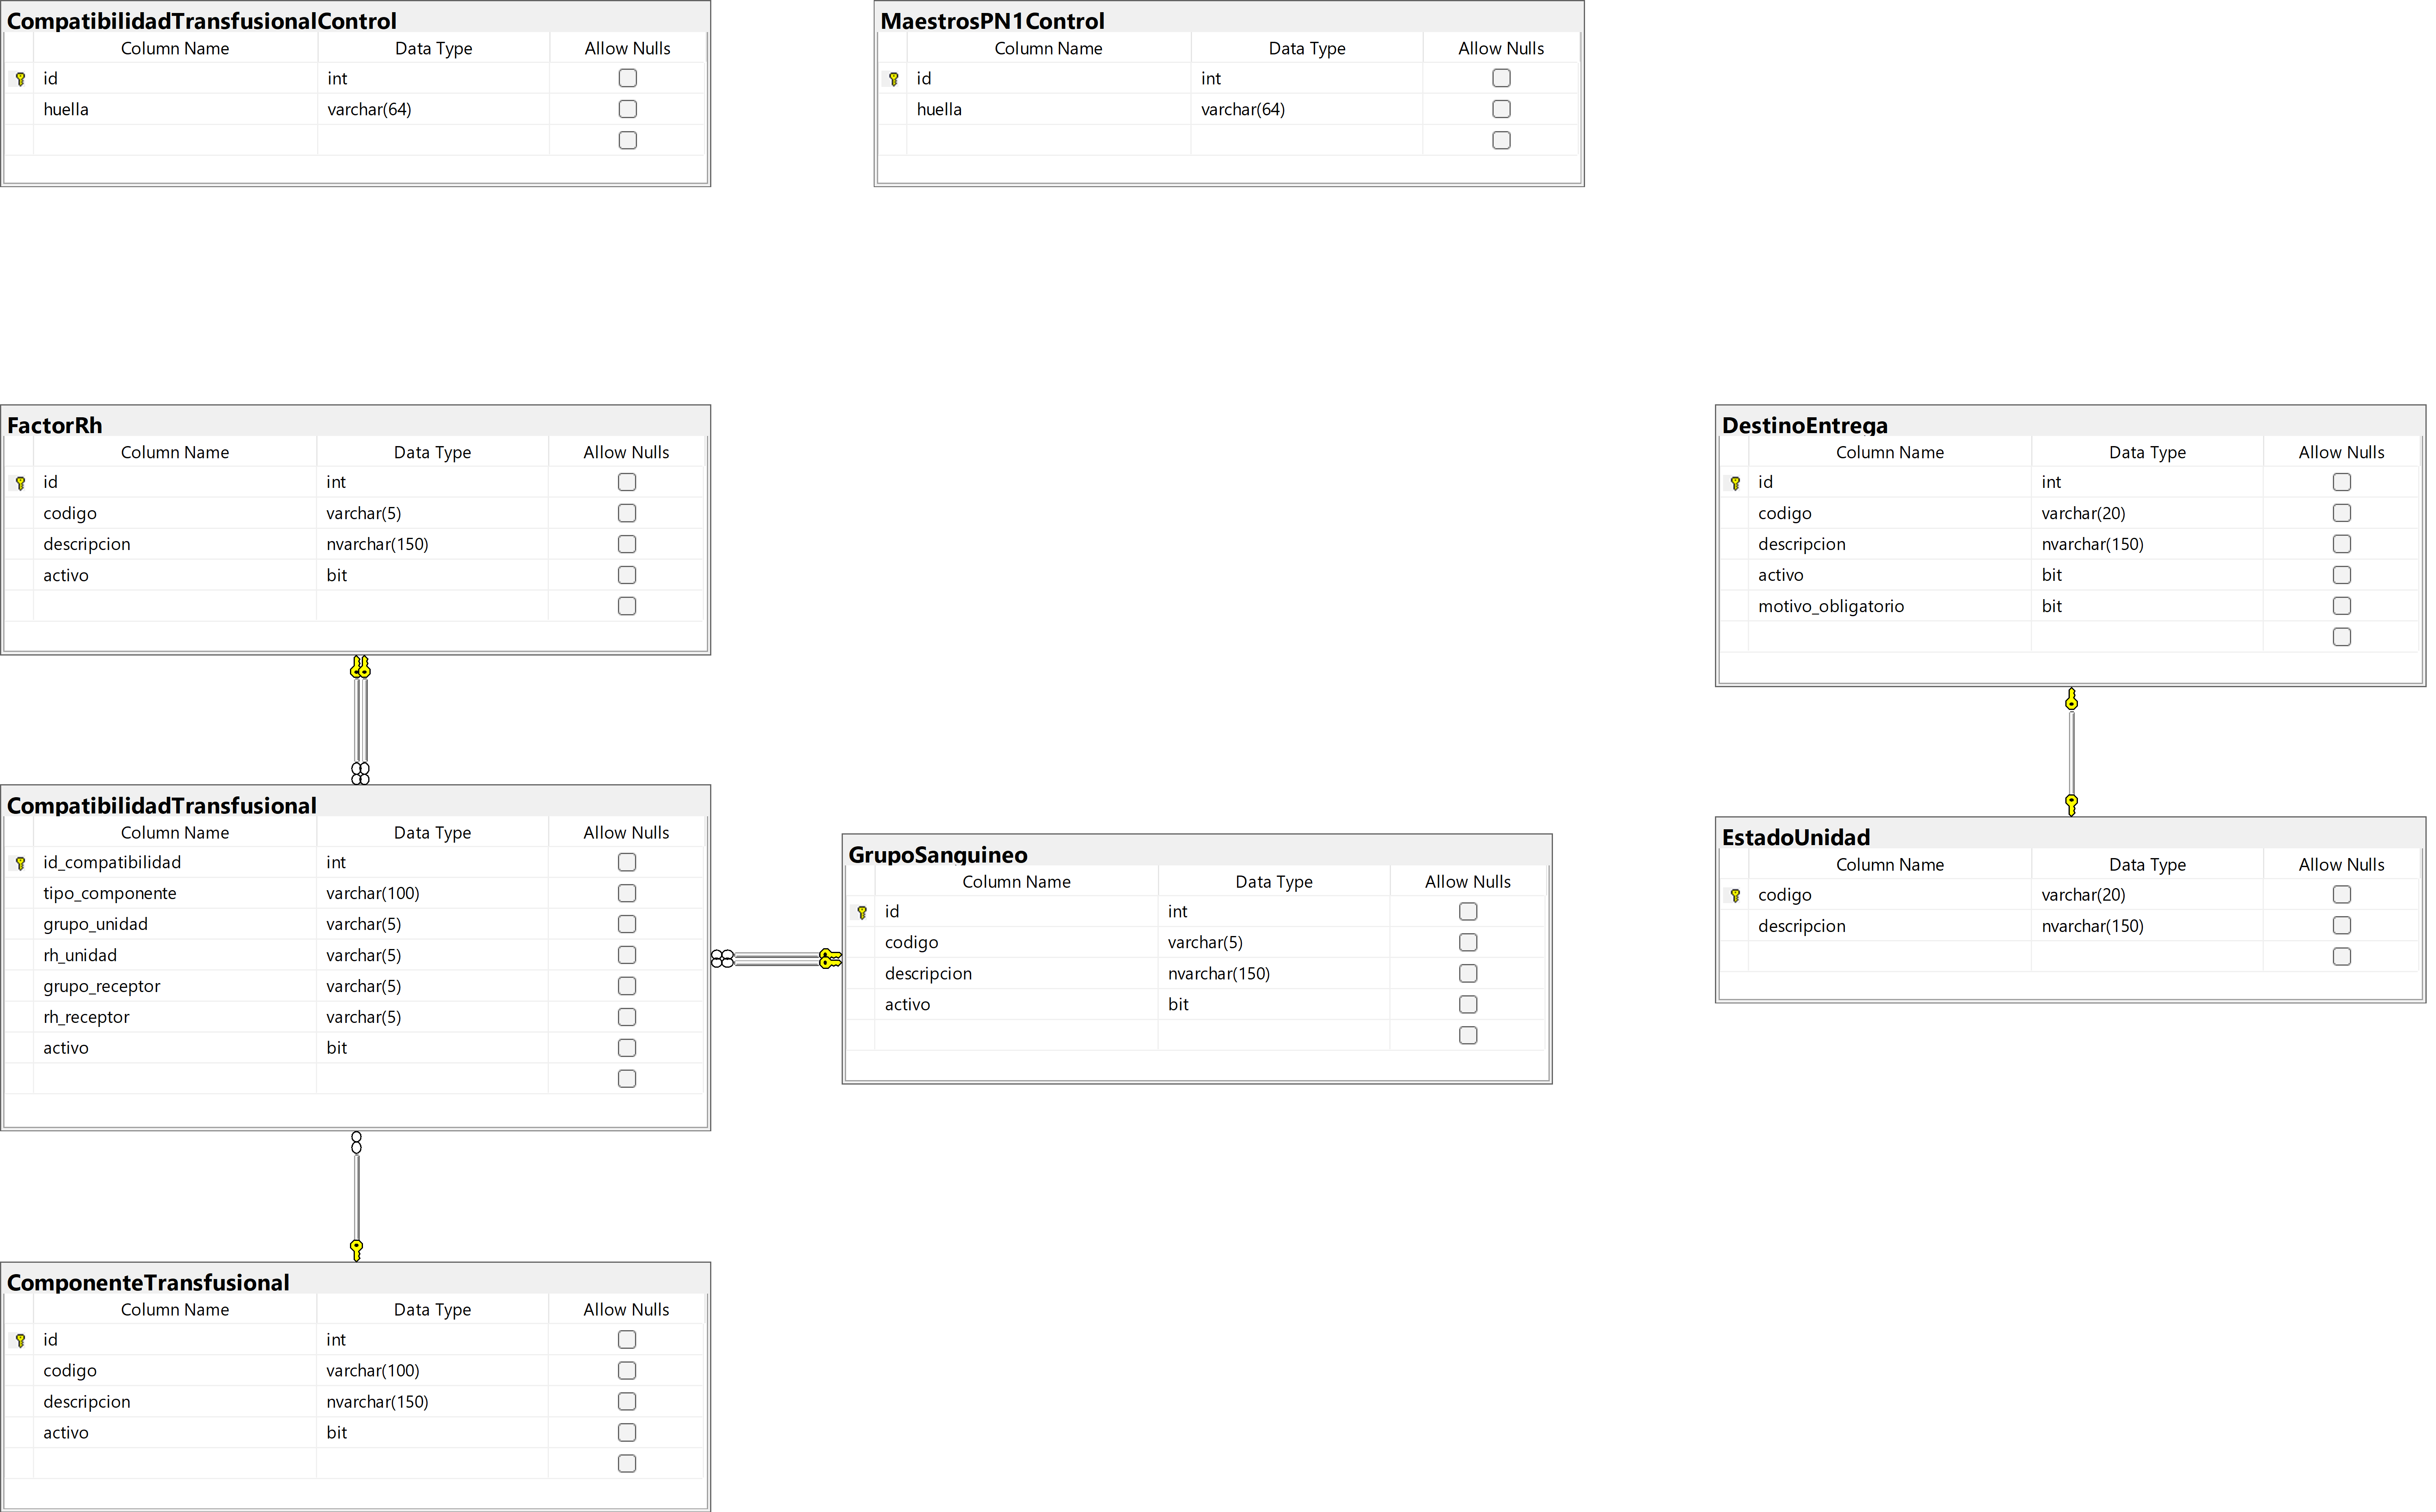 CompatibilidadTransfusionalControl
Column Name Data Type Allow Nulls
id int
huella varchar(64)
MaestrosPN1Control
Column Name Data Type Allow Nulls
id int
huella varchar(64)
FactorRh
Column Name Data Type Allow Nulls
id int
codigo varchar(5)
descripcion nvarchar(150)
activo bit
DestinoEntrega
Column Name Data Type Allow Nulls
id int
codigo varchar(20)
descripcion nvarchar(150)
activo bit
motivo_obligatorio bit
CompatibilidadTransfusional
Column Name Data Type Allow Nulls
id_compatibilidad int
tipo_componente varchar(100)
grupo_unidad varchar(5)
rh_unidad varchar(5)
grupo_receptor varchar(5)
rh_receptor varchar(5)
activo bit
GrupoSanguineo
Column Name Data Type Allow Nulls
id int
codigo varchar(5)
descripcion nvarchar(150)
activo bit
EstadoUnidad
Column Name Data Type Allow Nulls
codigo varchar(20)
descripcion nvarchar(150)
ComponenteTransfusional
Column Name Data Type Allow Nulls
id int
codigo varchar(100)
descripcion nvarchar(150)
activo bit